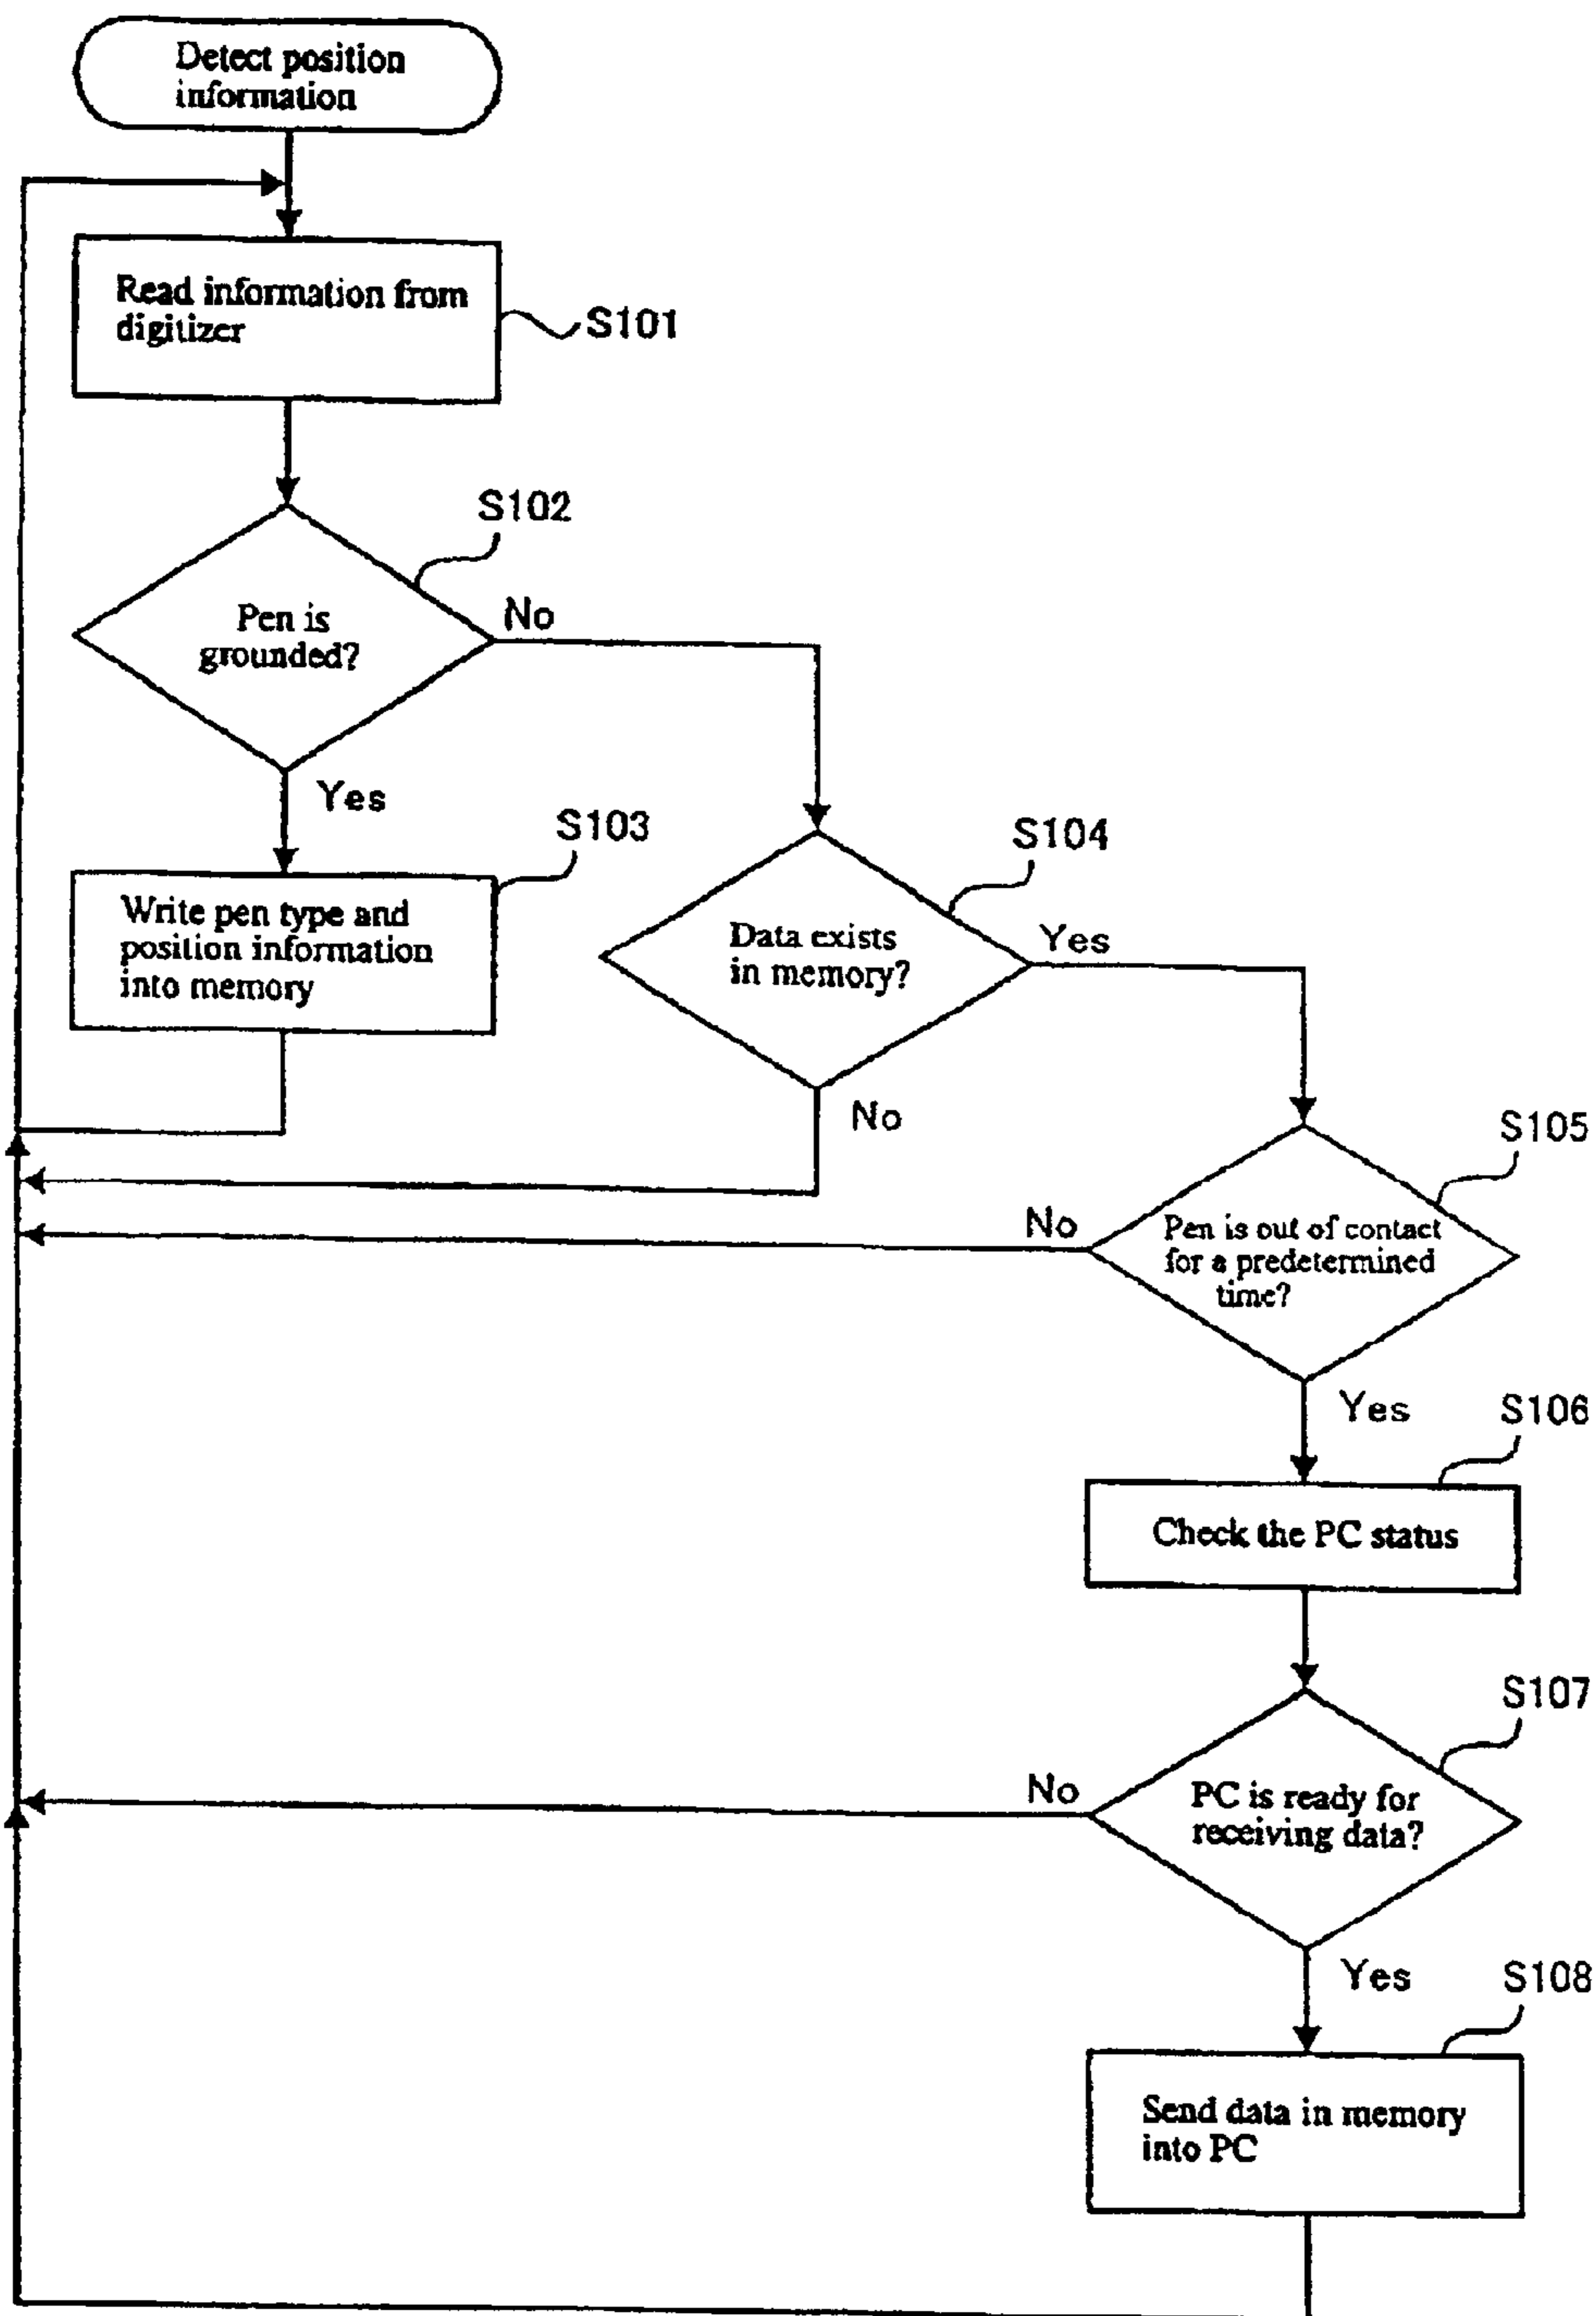 Detect position
information
Read information from
digitizer
S101
S102
Pen is
grounded?
No
Yes
S103
Write pen type and
position information
into memory
S104
Data exists
in memory?
Yes
No
S105
Pen is out of contact
for a predetermined
time?
No
Yes
S106
Check the PC status
S107
PC is ready for
receiving data?
No
Yes
S108
Send data in memory
into PC